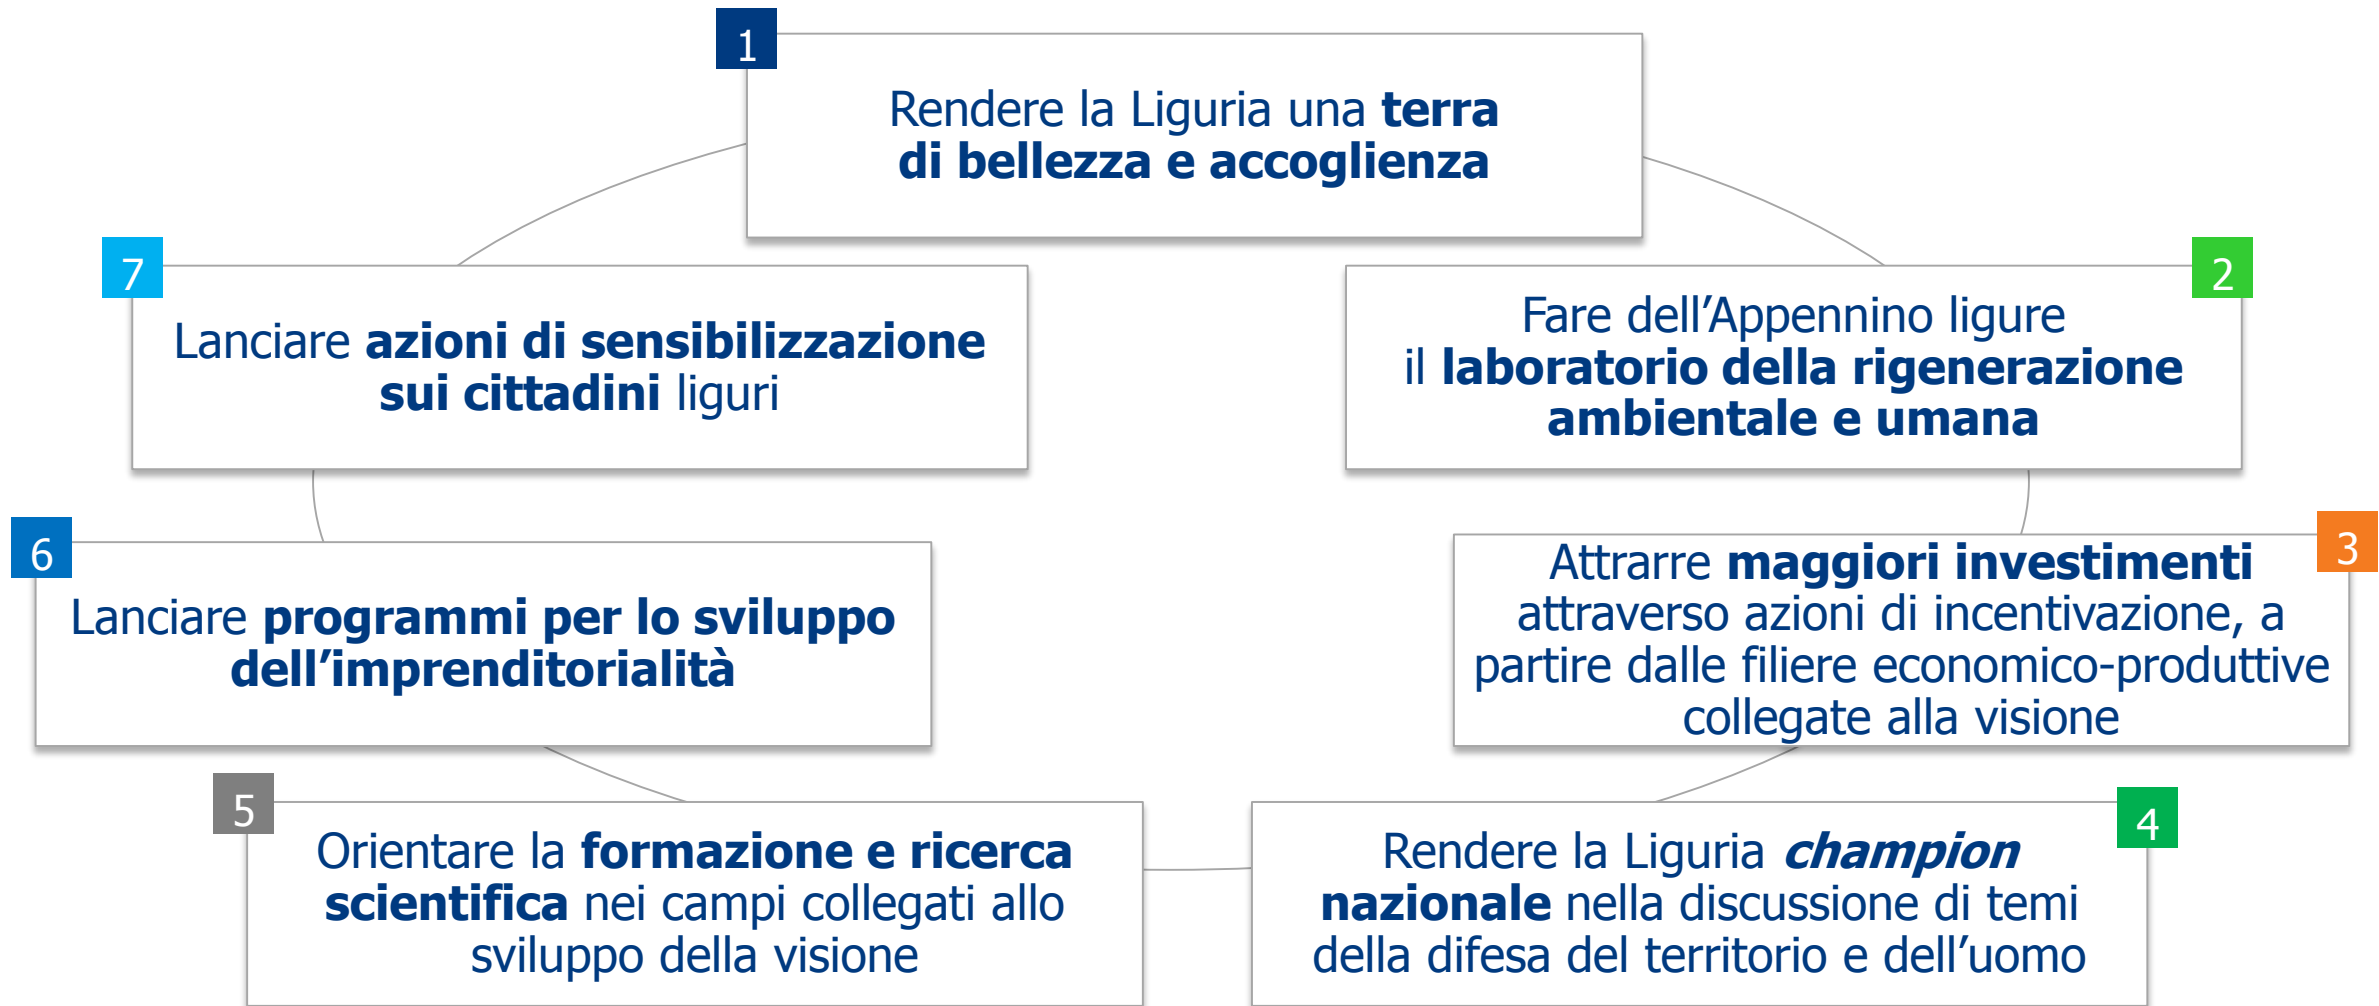 1
Rendere la Liguria una terra
di bellezza e accoglienza
2
Fare dell’Appennino ligure
il laboratorio della rigenerazione
ambientale e umana
3
Attrarre maggiori investimenti
attraverso azioni di incentivazione, a
partire dalle filiere economico-produttive
collegate alla visione
4
Rendere la Liguria champion
nazionale nella discussione di temi
della difesa del territorio e dell’uomo
5
Orientare la formazione e ricerca
scientifica nei campi collegati allo
sviluppo della visione
6
Lanciare programmi per lo sviluppo
dell’imprenditorialità
7
Lanciare azioni di sensibilizzazione
sui cittadini liguri